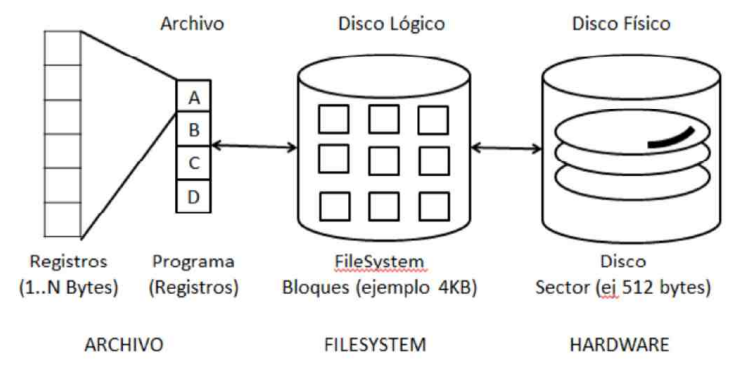 Archivo
Disco Lógico
Disco Físico
A
B
C
D
Registros
(1..N Bytes)
Programa
(Registros)
FileSystem
Bloques (ejemplo 4KB)
Disco
Sector (ej 512 bytes)
ARCHIVO
FILESYSTEM
HARDWARE